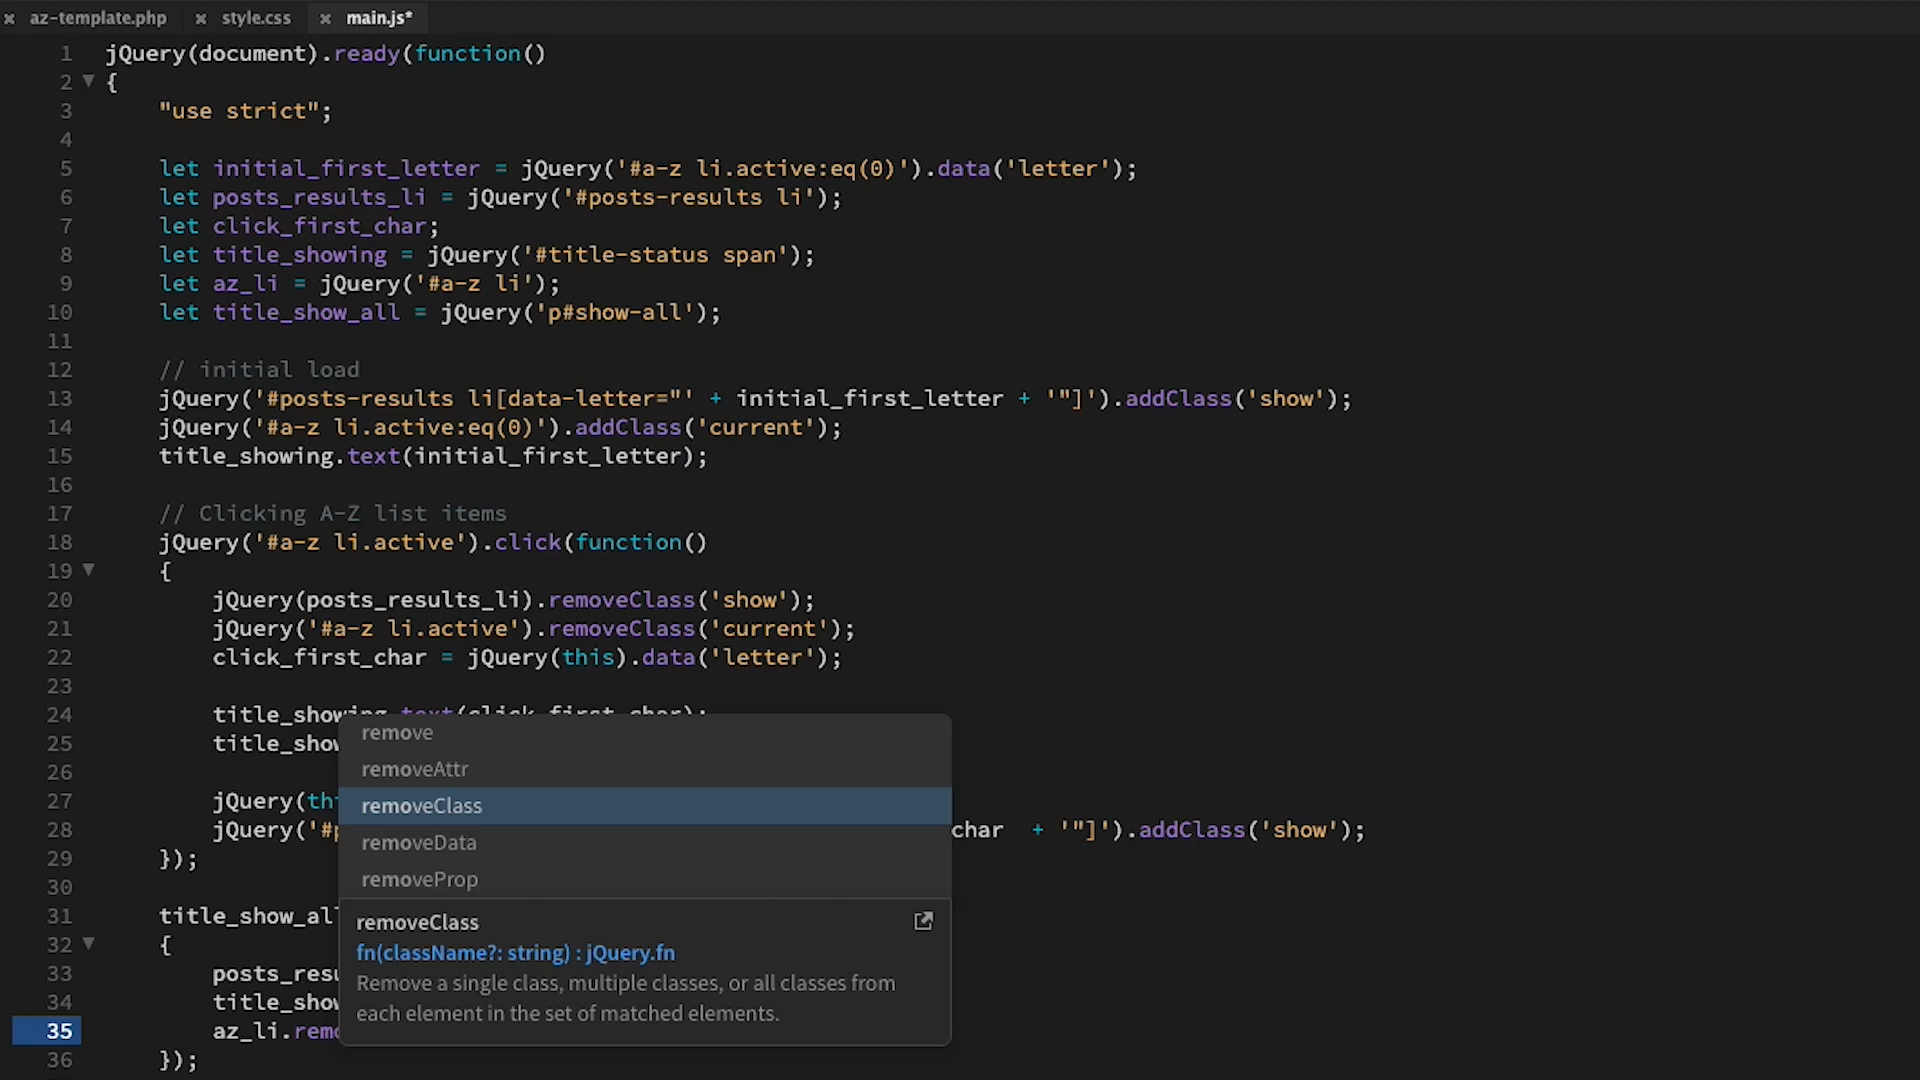 × az-template.php × style.css × main.js*
1 jQuery(document).ready(function()
2 {
3 "use strict";
4
5 let initial_first_letter = jQuery('#a-z li.active:eq(0)').data('letter');
6 let posts_results_li = jQuery('#posts-results li');
7 let click_first_char;
8 let title_showing = jQuery('#title-status span');
9 let az_li = jQuery('#a-z li');
10 let title_show_all = jQuery('p#show-all');
11
12 // initial load
13 jQuery('#posts-results li[data-letter="' + initial_first_letter + '"]').addClass('show');
14 jQuery('#a-z li.active:eq(0)').addClass('current');
15 title_showing.text(initial_first_letter);
16
17 // Clicking A-Z list items
18 jQuery('#a-z li.active').click(function()
19 {
20 jQuery(posts_results_li).removeClass('show');
21 jQuery('#a-z li.active').removeClass('current');
22 click_first_char = jQuery(this).data('letter');
23
24 title_showing.text(click_first_char);
25 title_show
26
27 jQuery(thi
28 jQuery('#p char + '"]').addClass('show');
29 });
30
31 title_show_all
32 {
33 posts_resu
34 title_show
35 az_li.remo
36 });
remove
removeAttr
removeClass
removeData
removeProp
removeClass
fn(className?: string) : jQuery.fn
Remove a single class, multiple classes, or all classes from
each element in the set of matched elements.